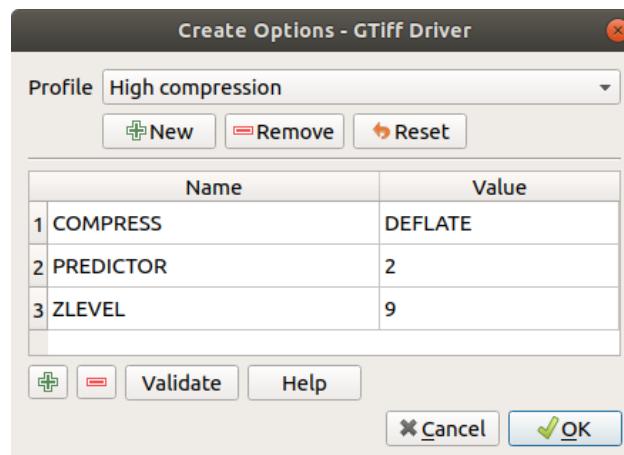 Create Options - GTiff Driver
Profile High compression
New Remove Reset
Name Value
1 COMPRESS DEFLATE
2 PREDICTOR 2
3 ZLEVEL 9
Validate Help
Cancel OK